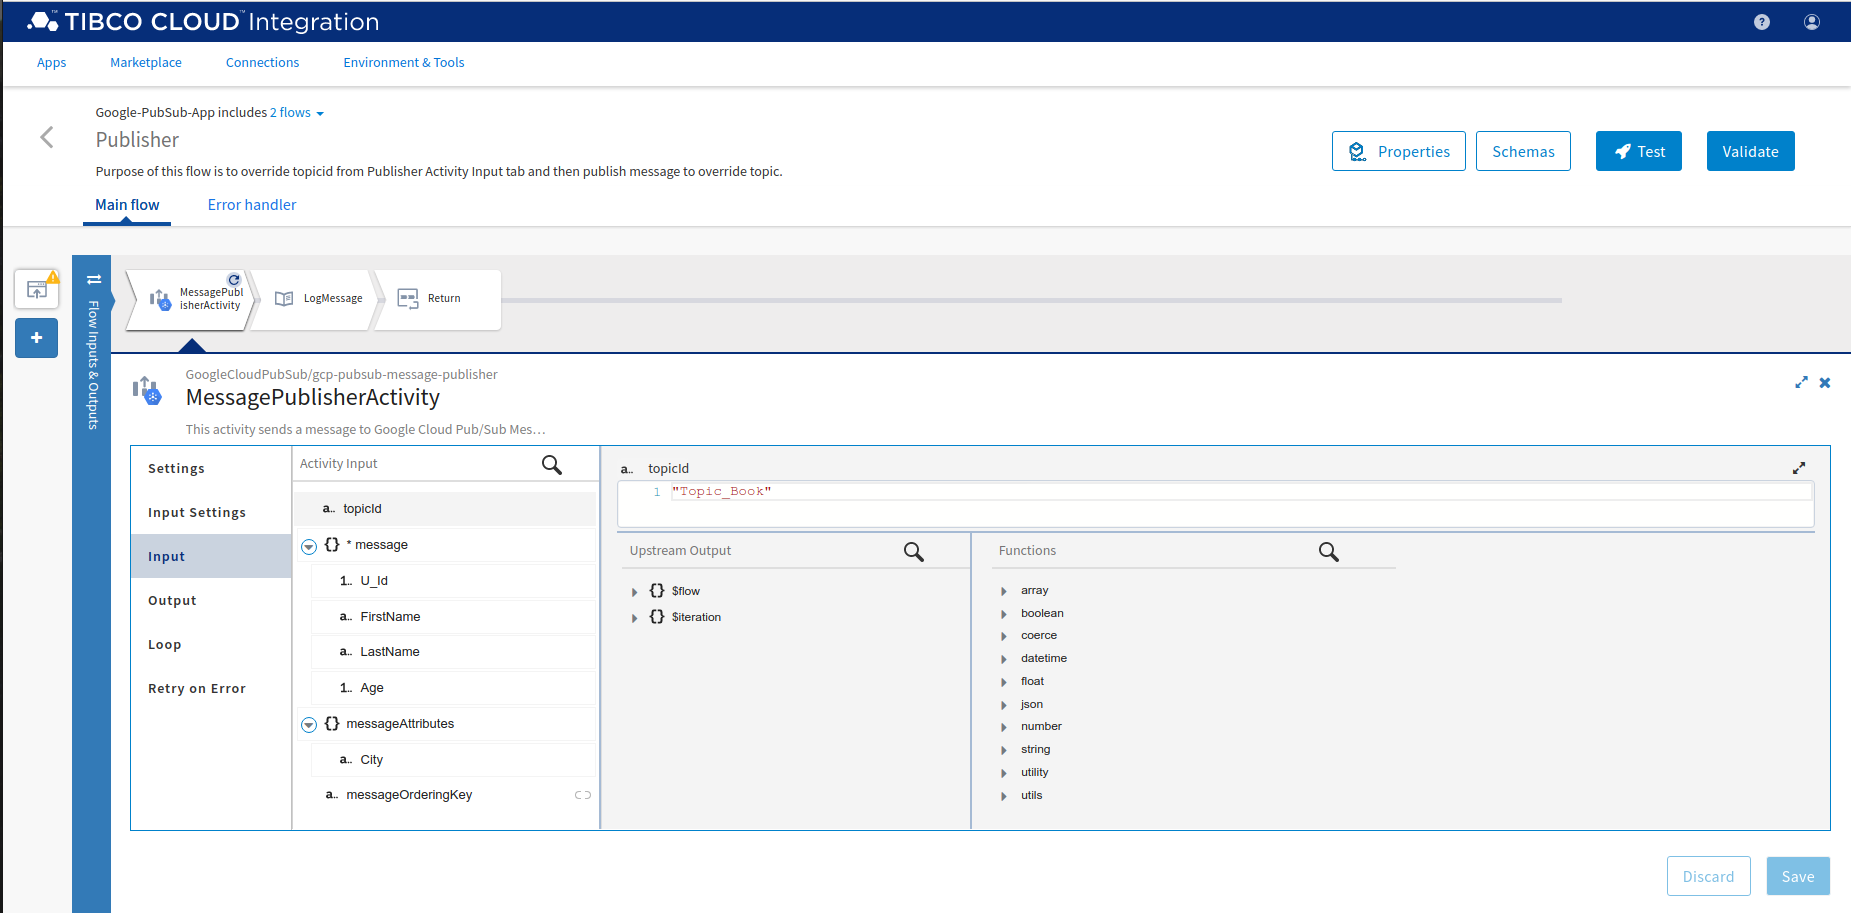 TIBCO CLOUD™ Integration
?
Apps Marketplace Connections Environment & Tools
Google-PubSub-App includes 2 flows
Publisher
Purpose of this flow is to override topicid from Publisher Activity Input tab and then publish message to override topic.
Properties Schemas Test Validate
Main flow Error handler
+
Flow Inputs & Outputs
MessagePubl
isherActivity
LogMessage
Return
GoogleCloudPubSub/gcp-pubsub-message-publisher
MessagePublisherActivity
This activity sends a message to Google Cloud Pub/Sub Mes...
Settings
Input Settings
Input
Output
Loop
Retry on Error
Activity Input
a.. topicId
{} * message
1.. U_Id
a.. FirstName
a.. LastName
1.. Age
{} messageAttributes
a.. City
a.. messageOrderingKey
a.. topicId
1 "Topic_Book"
Upstream Output
{} $flow
{} $iteration
Functions
array
boolean
coerce
datetime
float
json
number
string
utility
utils
Discard Save